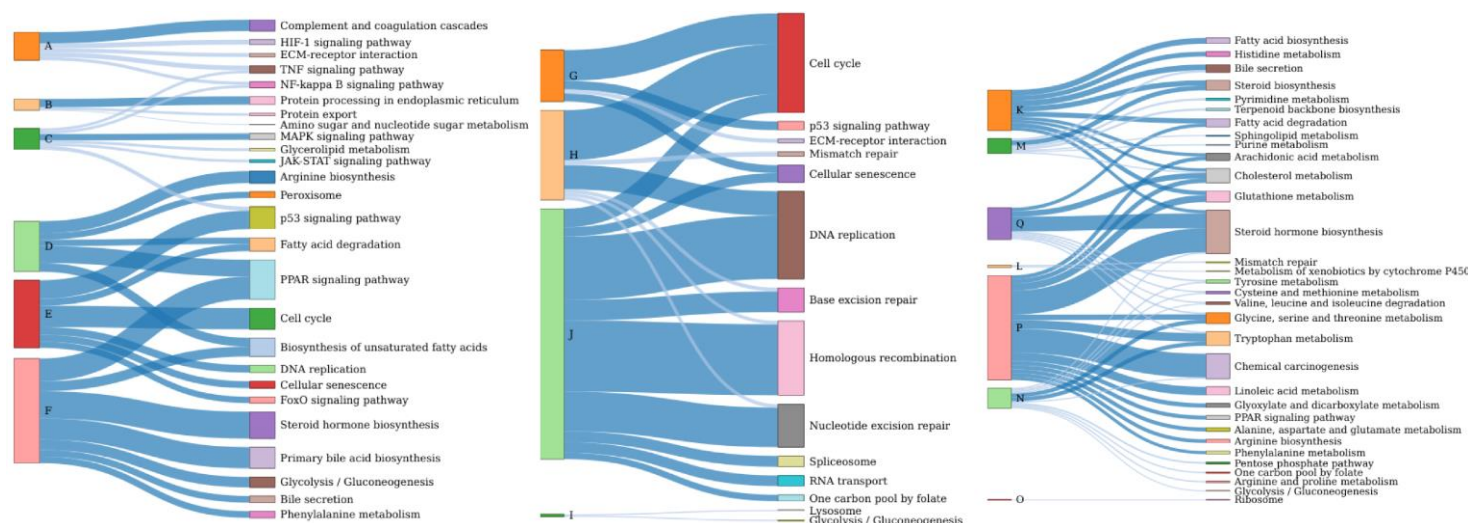 A
B
C
D
E
F
Complement and coagulation cascades
HIF-1 signaling pathway
ECM-receptor interaction
TNF signaling pathway
NF-kappa B signaling pathway
Protein processing in endoplasmic reticulum
Protein export
Amino sugar and nucleotide sugar metabolism
MAPK signaling pathway
Glycerolipid metabolism
JAK-STAT signaling pathway
Arginine biosynthesis
Peroxisome
p53 signaling pathway
Fatty acid degradation
PPAR signaling pathway
Cell cycle
Biosynthesis of unsaturated fatty acids
DNA replication
Cellular senescence
FoxO signaling pathway
Steroid hormone biosynthesis
Primary bile acid biosynthesis
Glycolysis / Gluconeogenesis
Bile secretion
Phenylalanine metabolism
G
H
J
I
Cell cycle
p53 signaling pathway
ECM-receptor interaction
Mismatch repair
Cellular senescence
DNA replication
Base excision repair
Homologous recombination
Nucleotide excision repair
Spliceosome
RNA transport
One carbon pool by folate
Lysosome
Glycolysis / Gluconeogenesis
K
M
Q
L
P
N
O
Fatty acid biosynthesis
Histidine metabolism
Bile secretion
Steroid biosynthesis
Pyrimidine metabolism
Terpenoid backbone biosynthesis
Fatty acid degradation
Sphingolipid metabolism
Purine metabolism
Arachidonic acid metabolism
Cholesterol metabolism
Glutathione metabolism
Steroid hormone biosynthesis
Mismatch repair
Metabolism of xenobiotics by cytochrome P450
Tyrosine metabolism
Cysteine and methionine metabolism
Valine, leucine and isoleucine degradation
Glycine, serine and threonine metabolism
Tryptophan metabolism
Chemical carcinogenesis
Linoleic acid metabolism
Glyoxylate and dicarboxylate metabolism
PPAR signaling pathway
Alanine, aspartate and glutamate metabolism
Arginine biosynthesis
Phenylalanine metabolism
Pentose phosphate pathway
One carbon pool by folate
Arginine and proline metabolism
Glycolysis / Gluconeogenesis
Ribosome